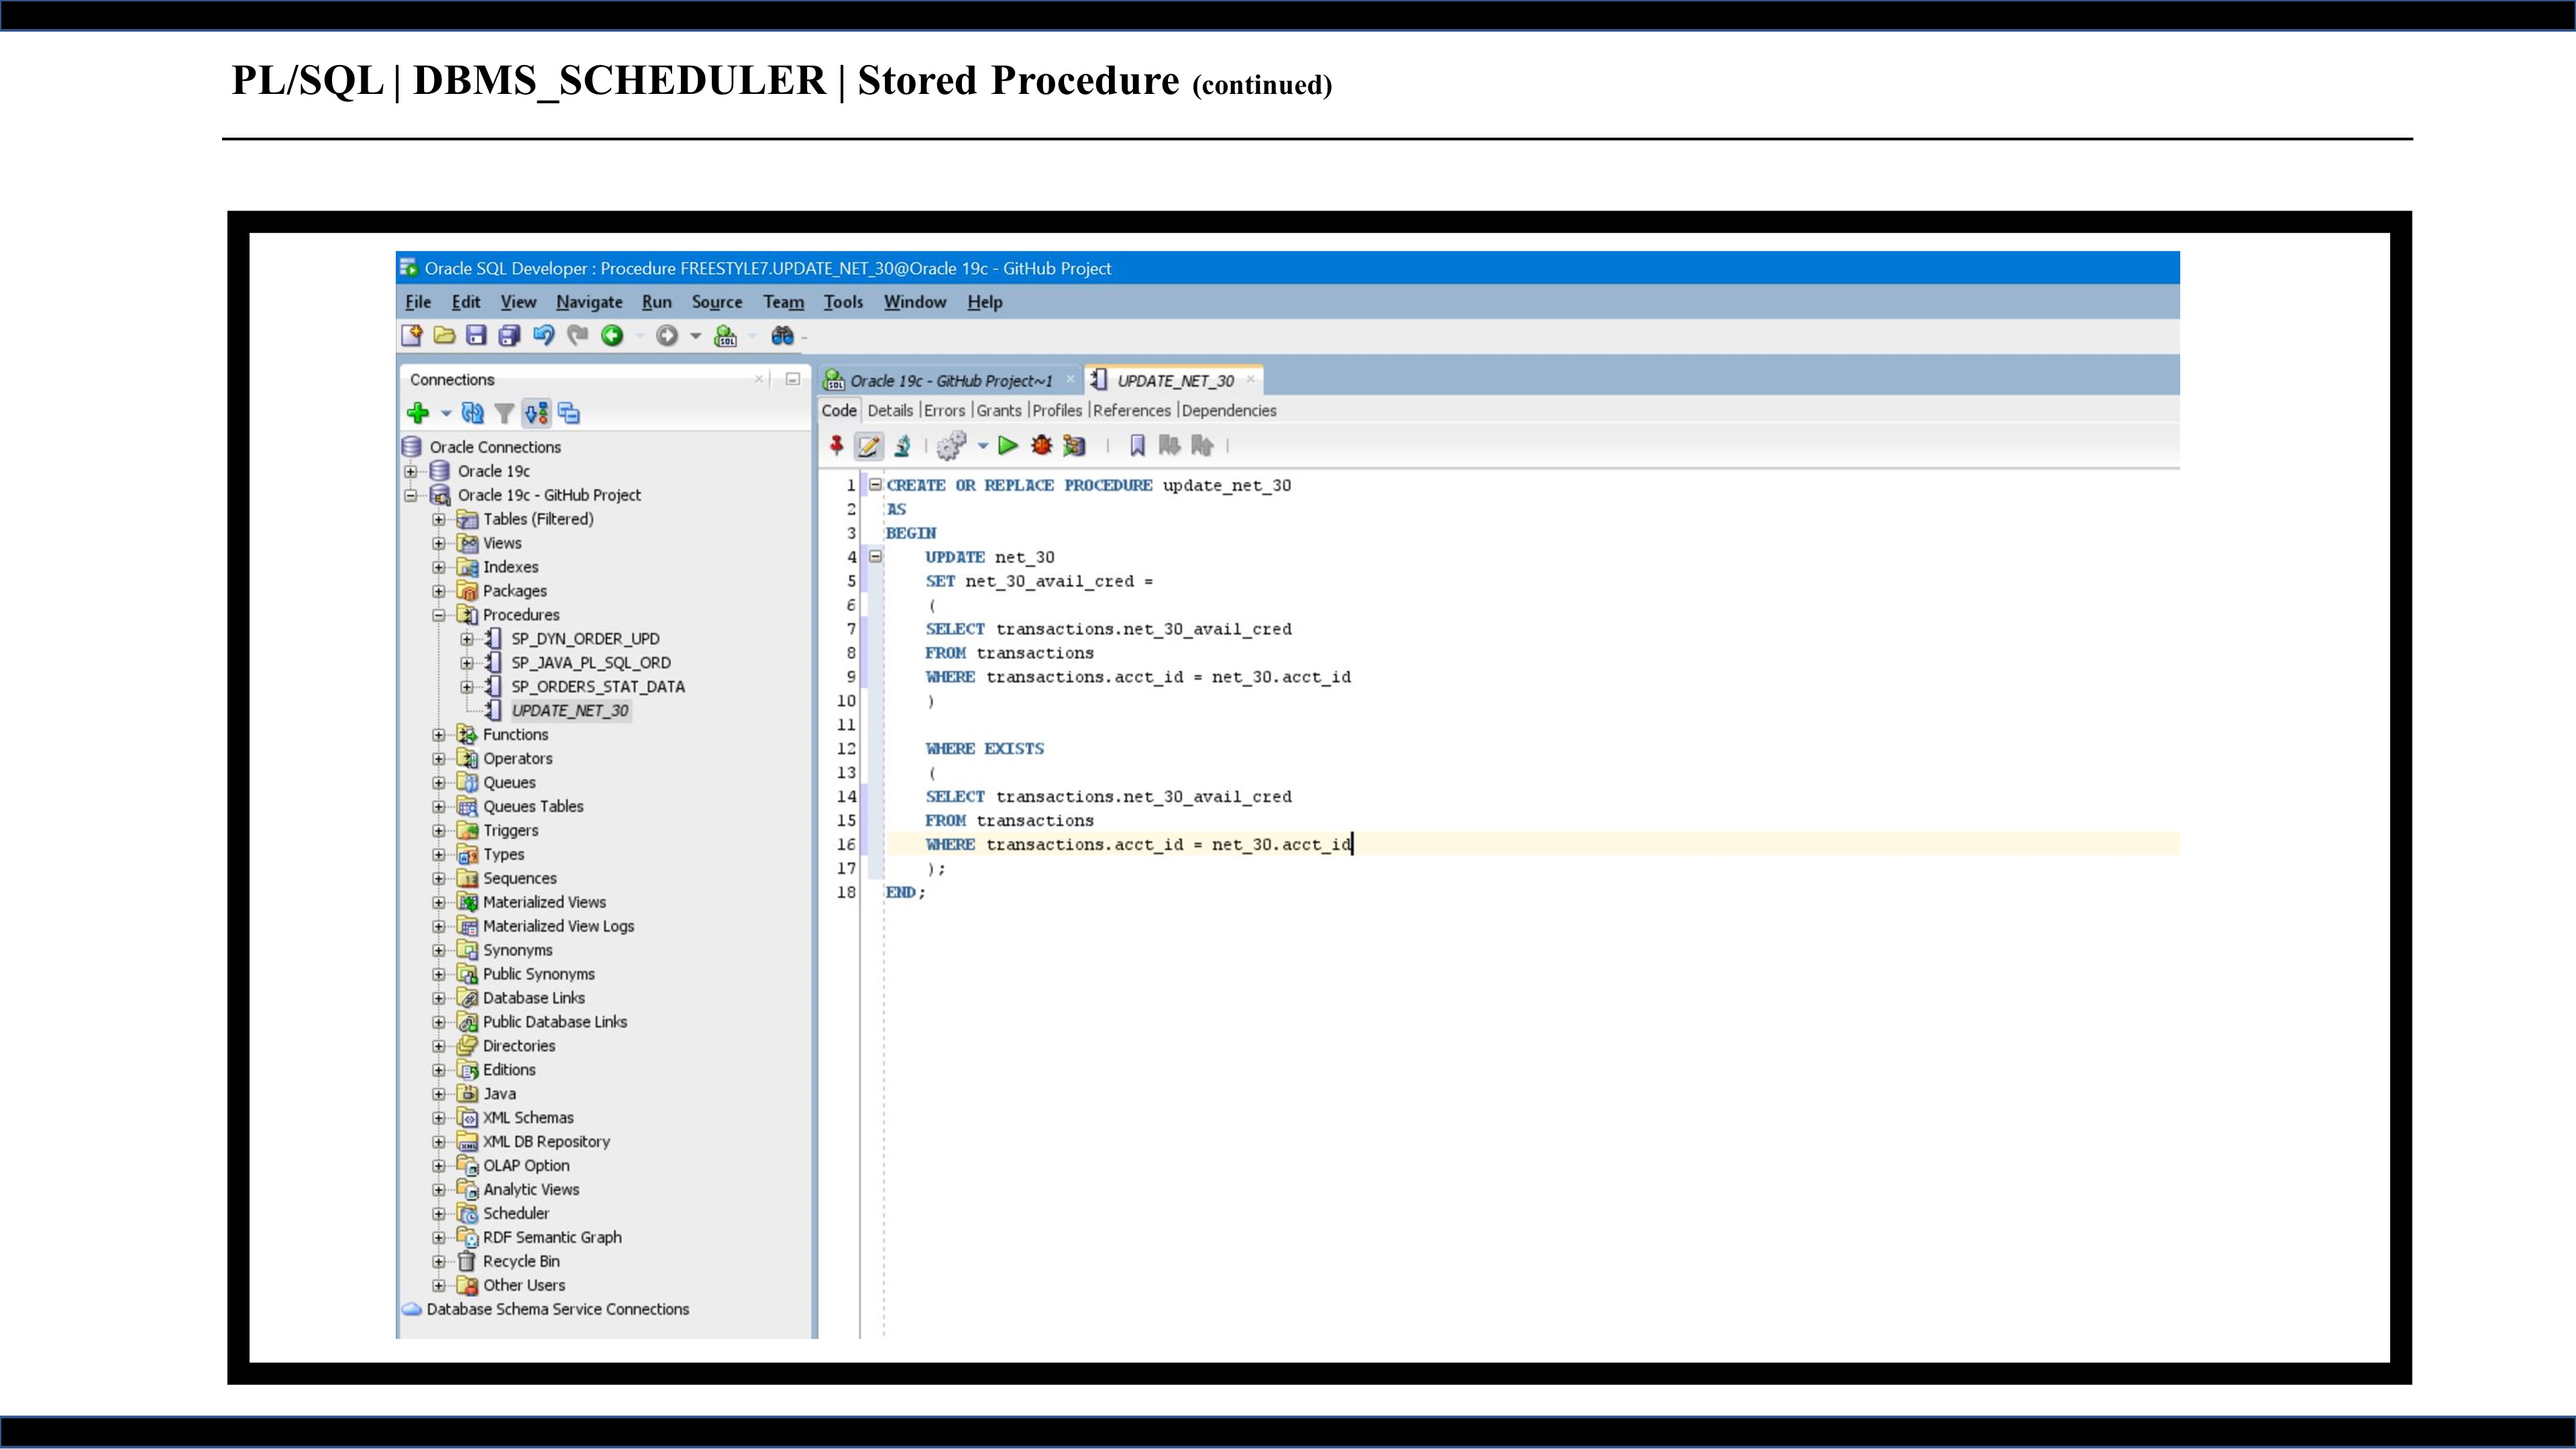 PL/SQL | DBMS_SCHEDULER | Stored Procedure (continued)
Oracle SQL Developer : Procedure FREESTYLE7.UPDATE_NET_30@Oracle 19c - GitHub Project
File Edit View Navigate Run Source Team Tools Window Help
Connections
Oracle Connections
Oracle 19c
Oracle 19c - GitHub Project
Tables (Filtered)
Views
Indexes
Packages
Procedures
SP_DYN_ORDER_UPD
SP_JAVA_PL_SQL_ORD
SP_ORDERS_STAT_DATA
UPDATE_NET_30
Functions
Operators
Queues
Queues Tables
Triggers
Types
Sequences
Materialized Views
Materialized View Logs
Synonyms
Public Synonyms
Database Links
Public Database Links
Directories
Editions
Java
XML Schemas
XML DB Repository
OLAP Option
Analytic Views
Scheduler
RDF Semantic Graph
Recycle Bin
Other Users
Database Schema Service Connections
Oracle 19c - GitHub Project~1 UPDATE_NET_30
Code Details | Errors | Grants | Profiles | References | Dependencies
1 CREATE OR REPLACE PROCEDURE update_net_30
2 AS
3 BEGIN
4 UPDATE net_30
5 SET net_30_avail_cred =
6 (
7 SELECT transactions.net_30_avail_cred
8 FROM transactions
9 WHERE transactions.acct_id = net_30.acct_id
10 )
11
12 WHERE EXISTS
13 (
14 SELECT transactions.net_30_avail_cred
15 FROM transactions
16 WHERE transactions.acct_id = net_30.acct_id
17 );
18 END;